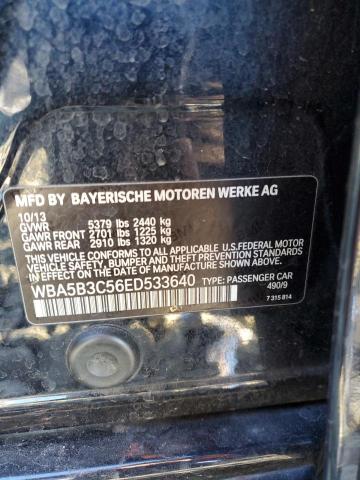 MFD BY BAYERISCHE MOTOREN WERKE AG
10/13
GVWR 5379 lbs 2440 kg
GAWR FRONT 2701 lbs 1225 kg
GAWR REAR 2910 lbs 1320 kg
THIS VEHICLE CONFORMS TO ALL APPLICABLE U.S.FEDERAL MOTOR
VEHICLE SAFETY, BUMPER, AND THEFT PREVENTION STANDARDS IN
EFFECT ON THE DATE OF MANUFACTURE SHOWN ABOVE.
WBA5B3C56ED533640 TYPE: PASSENGER CAR
490/9
7 315 814